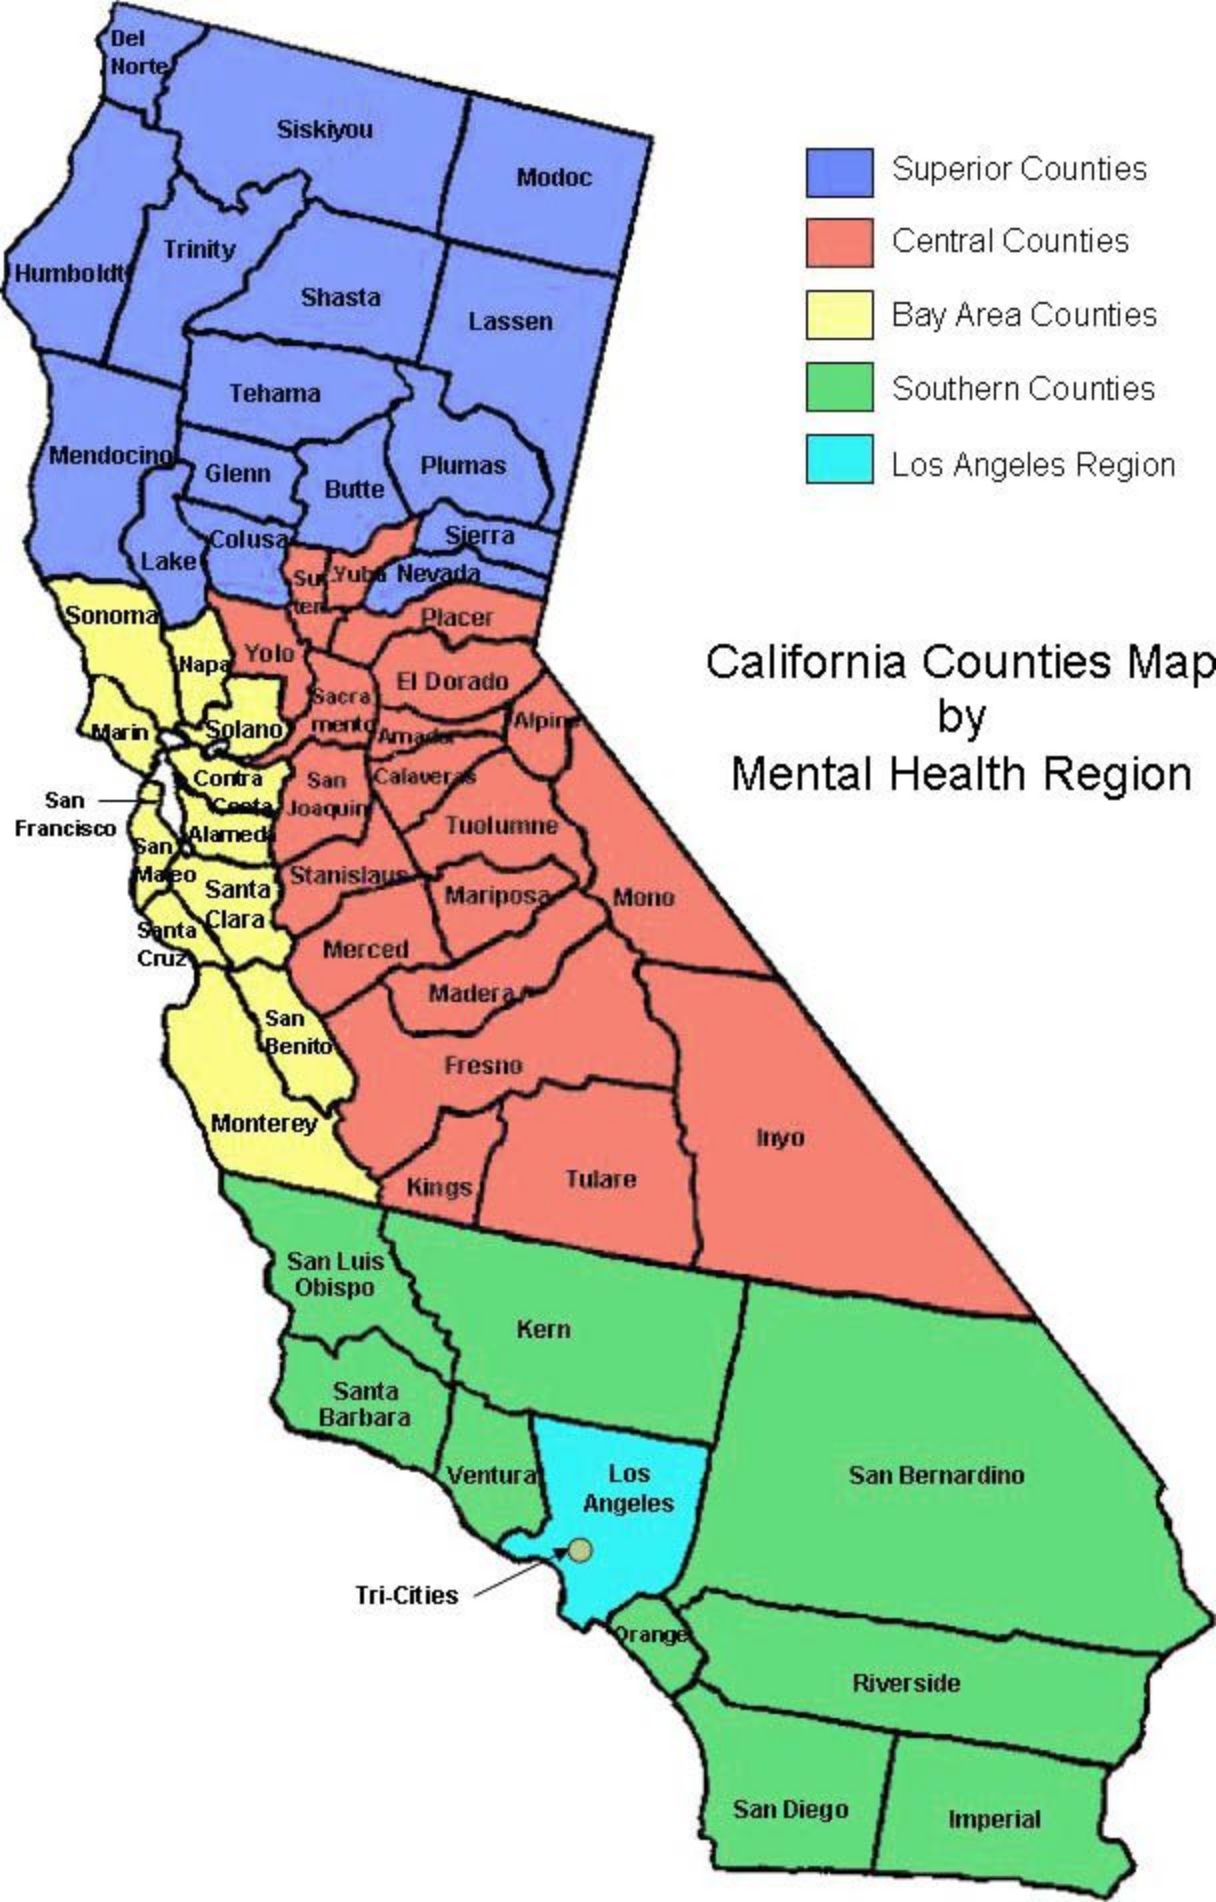 Del
Norte
Siskiyou
Modoc
Humboldt
Trinity
Shasta
Lassen
Tehama
Mendocino
Glenn
Butte
Plumas
Lake
Colusa
Sierra
Su
tter
Yuba
Nevada
Placer
Sonoma
Napa
Yolo
El Dorado
Sacra
mento
Marin
Solano
Amador
Alpine
Contra
Costa
San
Joaquin
Calaveras
San
Francisco
Alameda
Tuolumne
San
Mateo
Santa
Clara
Stanislaus
Mariposa
Mono
Santa
Cruz
Merced
Madera
San
Benito
Fresno
Monterey
Kings
Tulare
Inyo
San Luis
Obispo
Kern
Santa
Barbara
Ventura
Los
Angeles
San Bernardino
Tri-Cities
Orange
Riverside
San Diego
Imperial
Superior Counties
Central Counties
Bay Area Counties
Southern Counties
Los Angeles Region
California Counties Map
by
Mental Health Region